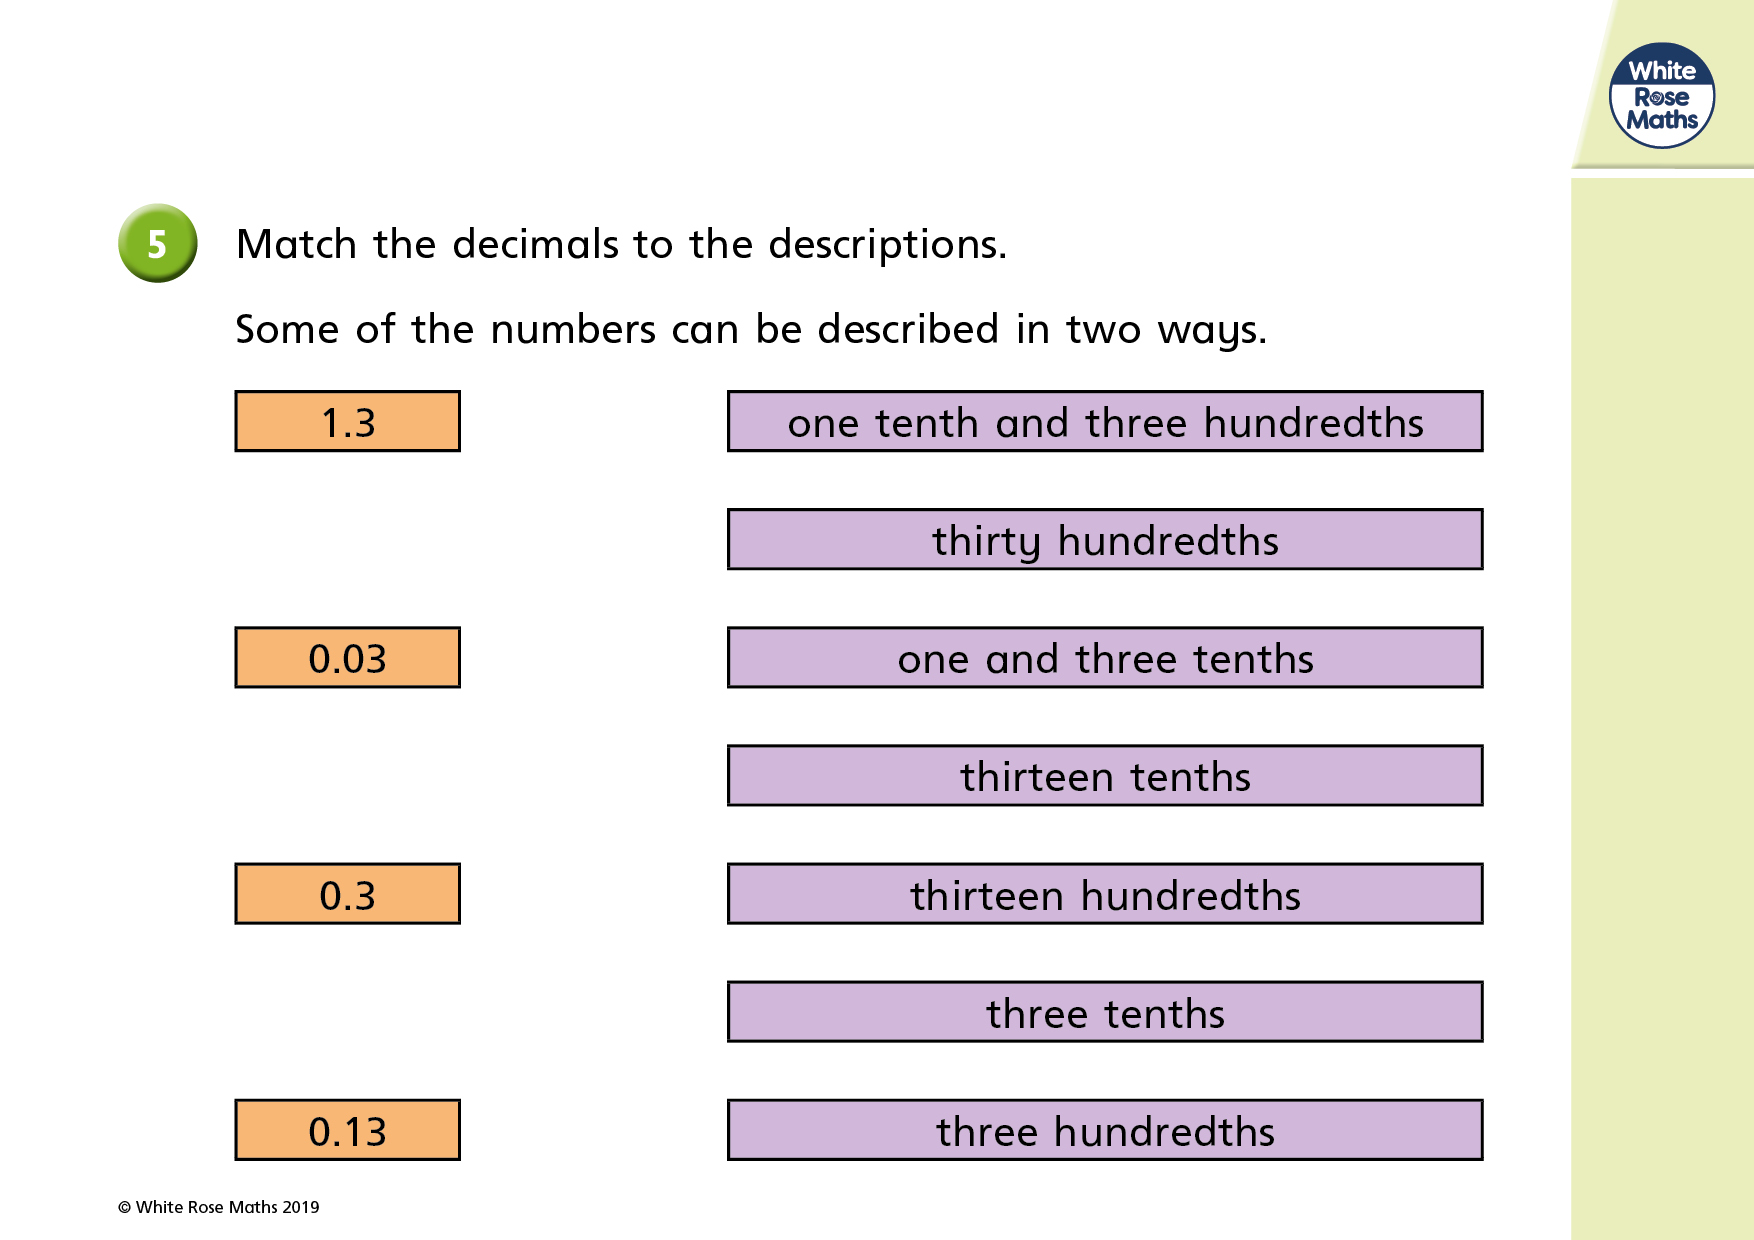 White
Rose
Maths
5 Match the decimals to the descriptions.
Some of the numbers can be described in two ways.
1.3 one tenth and three hundredths
thirty hundredths
0.03 one and three tenths
thirteen tenths
0.3 thirteen hundredths
three tenths
0.13 three hundredths
© White Rose Maths 2019